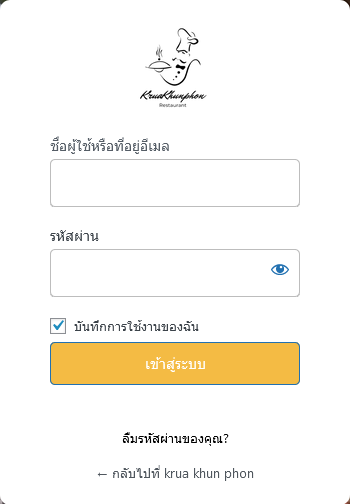 KruaKhunphon
Restaurant
ชื่อผู้ใช้หรือที่อยู่อีเมล
รหัสผ่าน
บันทึกการใช้งานของฉัน
เข้าสู่ระบบ
ลืมรหัสผ่านของคุณ?
← กลับไปที่ krua khun phon